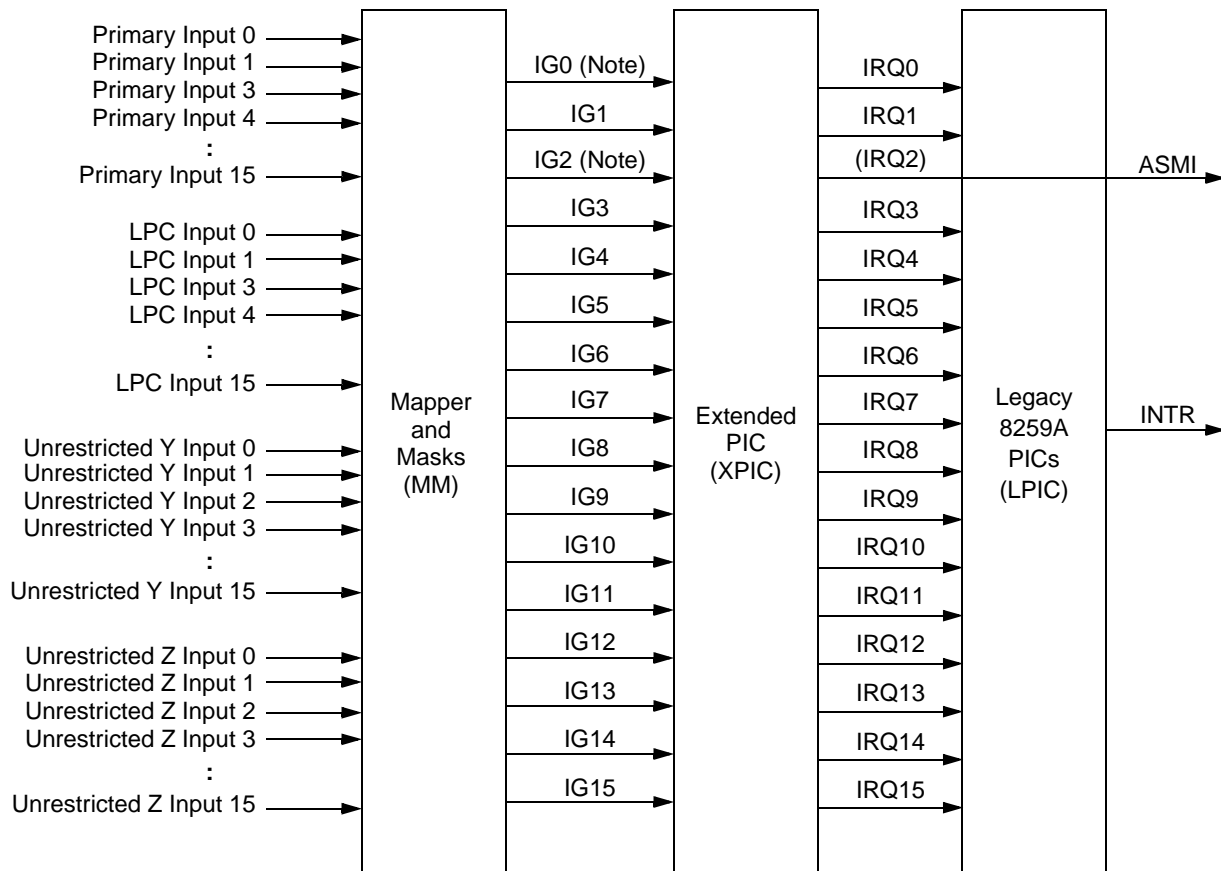 Primary Input 0
Primary Input 1
Primary Input 3
Primary Input 4
:
Primary Input 15
LPC Input 0
LPC Input 1
LPC Input 3
LPC Input 4
:
LPC Input 15
Unrestricted Y Input 0
Unrestricted Y Input 1
Unrestricted Y Input 2
Unrestricted Y Input 3
:
Unrestricted Y Input 15
Unrestricted Z Input 0
Unrestricted Z Input 1
Unrestricted Z Input 2
Unrestricted Z Input 3
:
Unrestricted Z Input 15
Mapper
and
Masks
(MM)
IG0 (Note)
IG1
IG2 (Note)
IG3
IG4
IG5
IG6
IG7
IG8
IG9
IG10
IG11
IG12
IG13
IG14
IG15
Extended
PIC
(XPIC)
IRQ0
IRQ1
(IRQ2)
IRQ3
IRQ4
IRQ5
IRQ6
IRQ7
IRQ8
IRQ9
IRQ10
IRQ11
IRQ12
IRQ13
IRQ14
IRQ15
Legacy
8259A
PICs
(LPIC)
ASMI
INTR